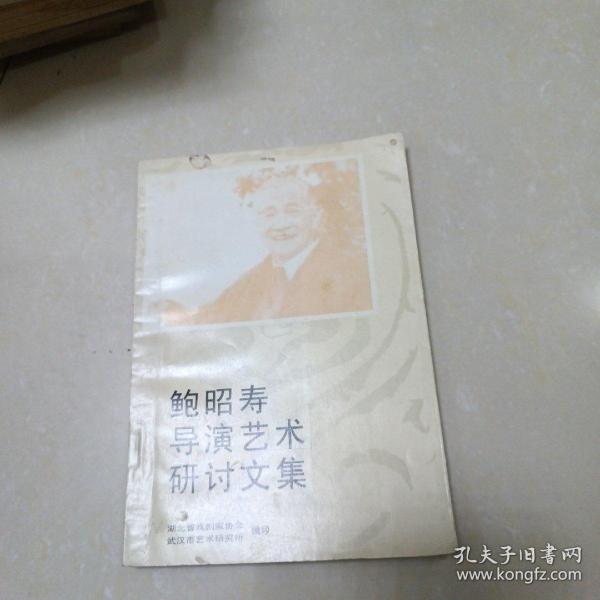 鲍昭寿
导演艺术
研讨文集
湖北省戏剧家协会
武汉市艺术研究所
编印
孔夫子旧书网
www.kongfz.com